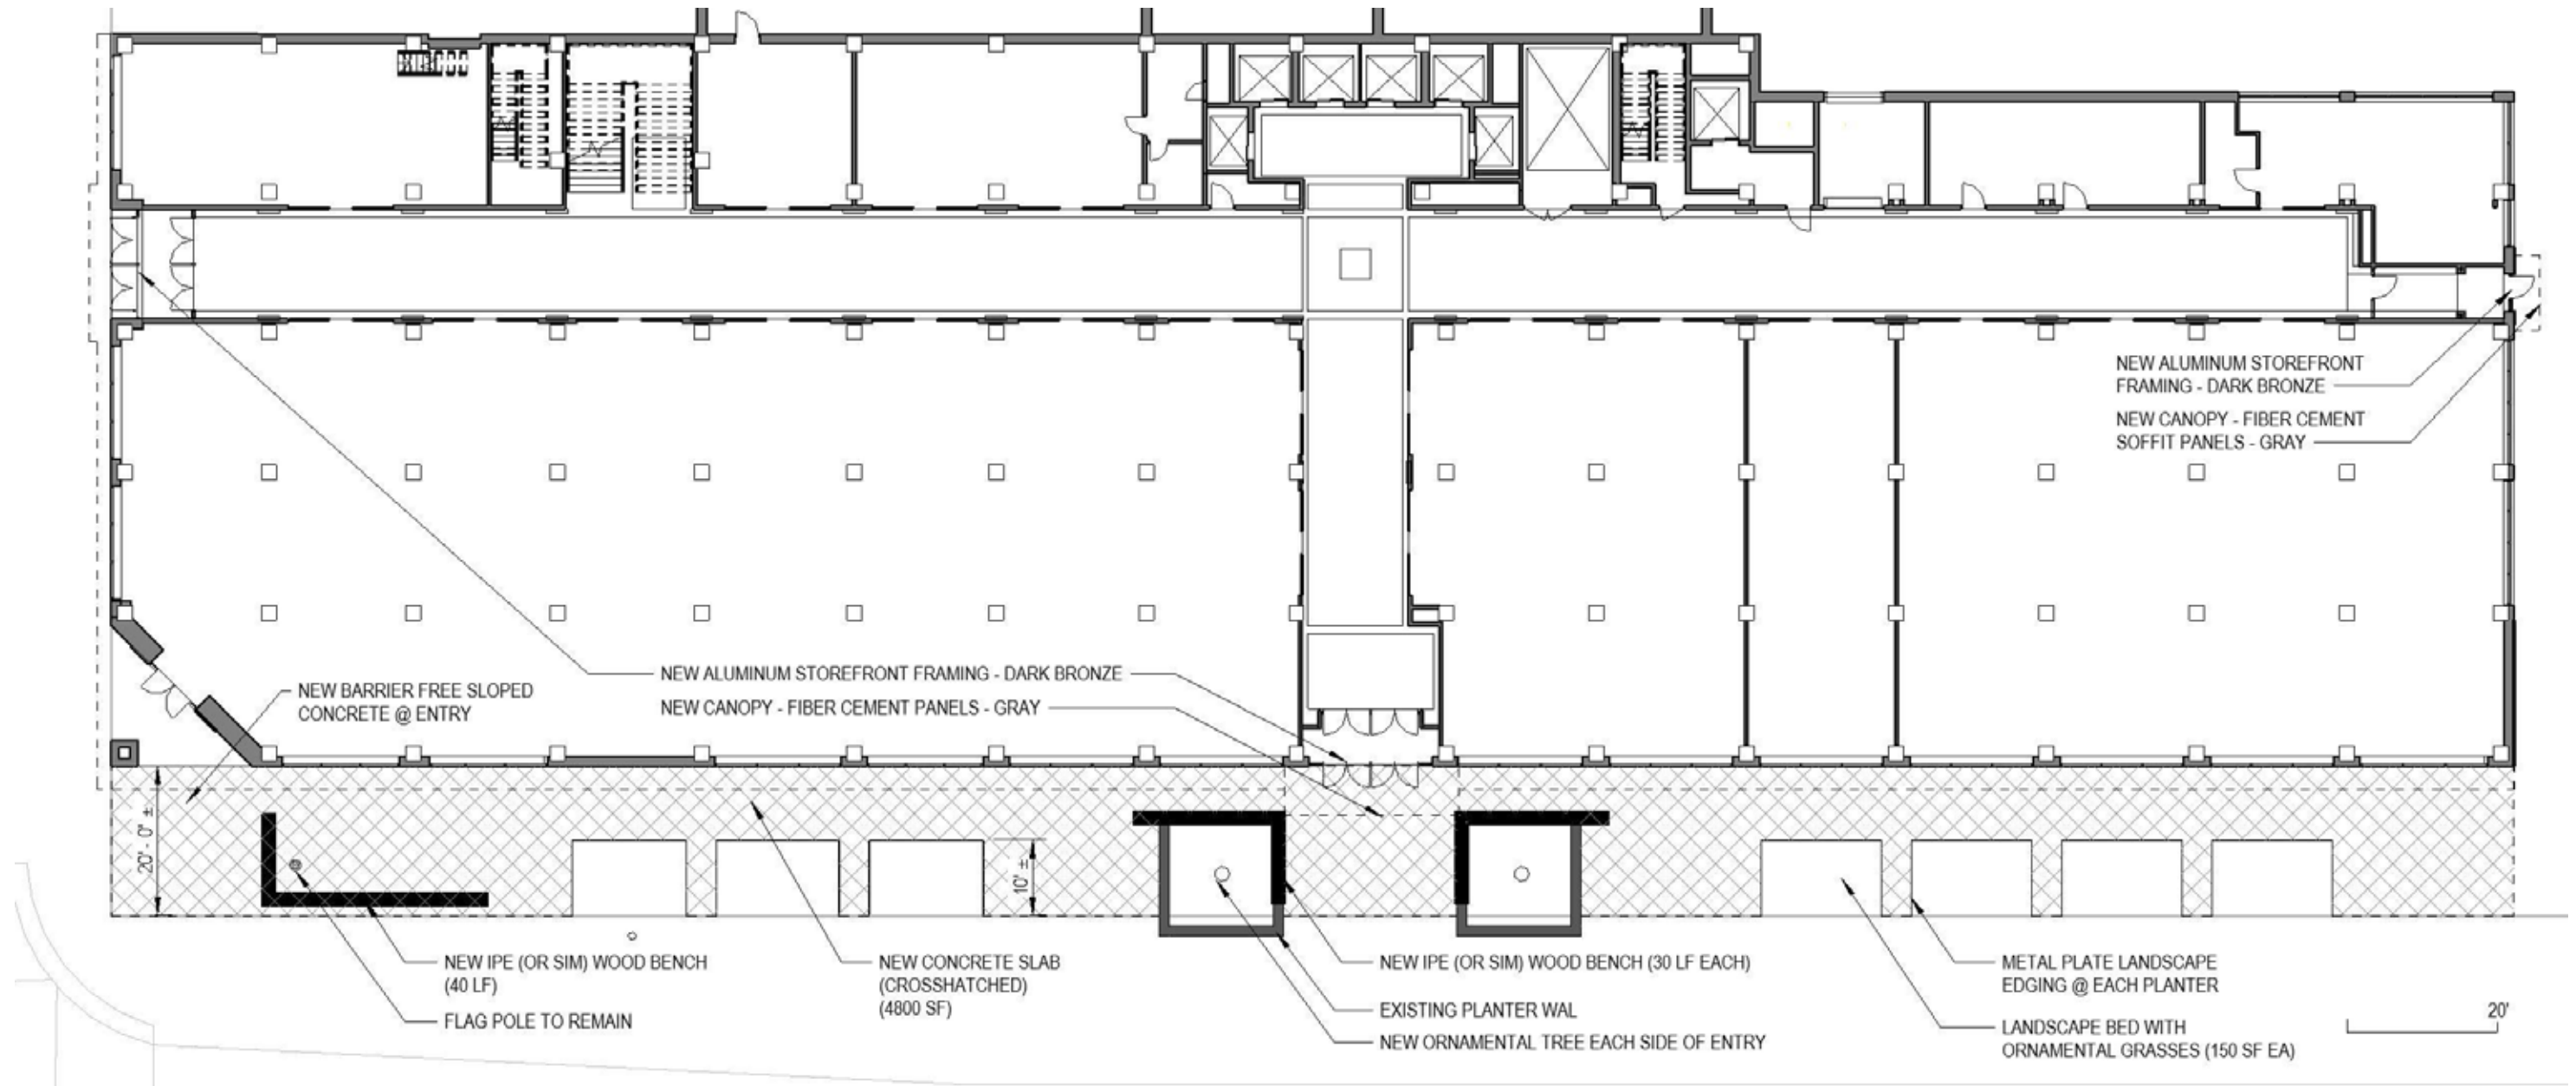 NEW ALUMINUM STOREFRONT
FRAMING - DARK BRONZE
NEW CANOPY - FIBER CEMENT
SOFFIT PANELS - GRAY
NEW ALUMINUM STOREFRONT FRAMING - DARK BRONZE
NEW CANOPY - FIBER CEMENT PANELS - GRAY
NEW BARRIER FREE SLOPED
CONCRETE @ ENTRY
20' - 0" ±
10' ±
NEW IPE (OR SIM) WOOD BENCH
(40 LF)
FLAG POLE TO REMAIN
NEW CONCRETE SLAB
(CROSSHATCHED)
(4800 SF)
NEW IPE (OR SIM) WOOD BENCH (30 LF EACH)
EXISTING PLANTER WAL
NEW ORNAMENTAL TREE EACH SIDE OF ENTRY
METAL PLATE LANDSCAPE
EDGING @ EACH PLANTER
LANDSCAPE BED WITH
ORNAMENTAL GRASSES (150 SF EA)
20'